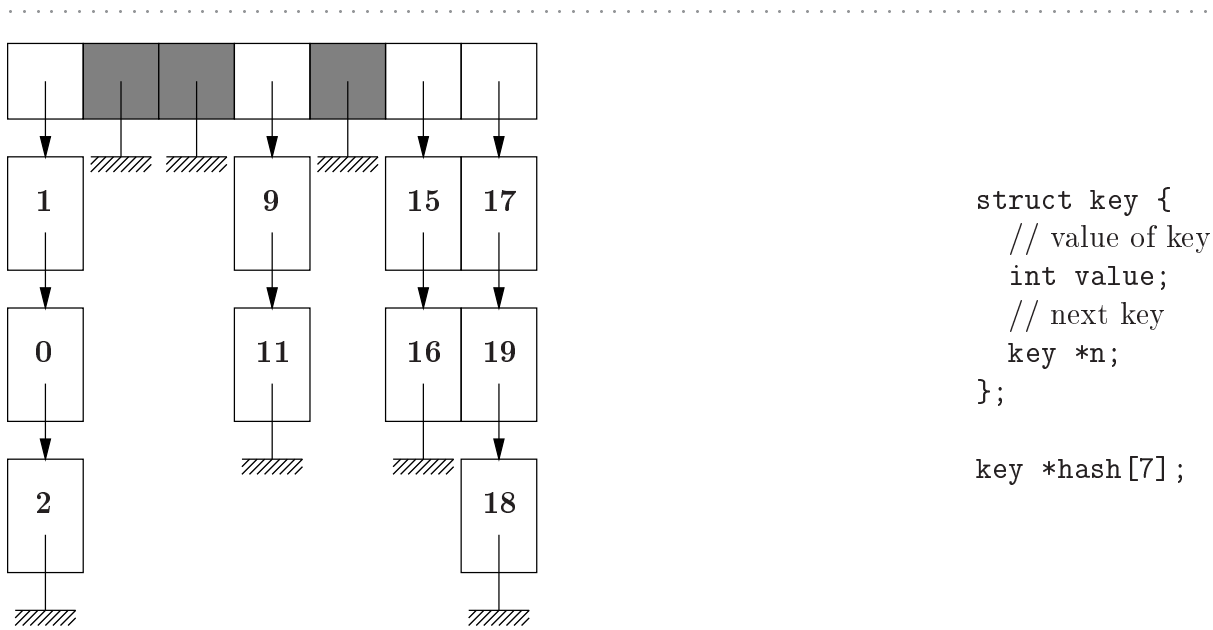 1 9 15 17
0 11 16 19
2 18
struct key {
// value of key
int value;
// next key
key *n;
};
key *hash[7];